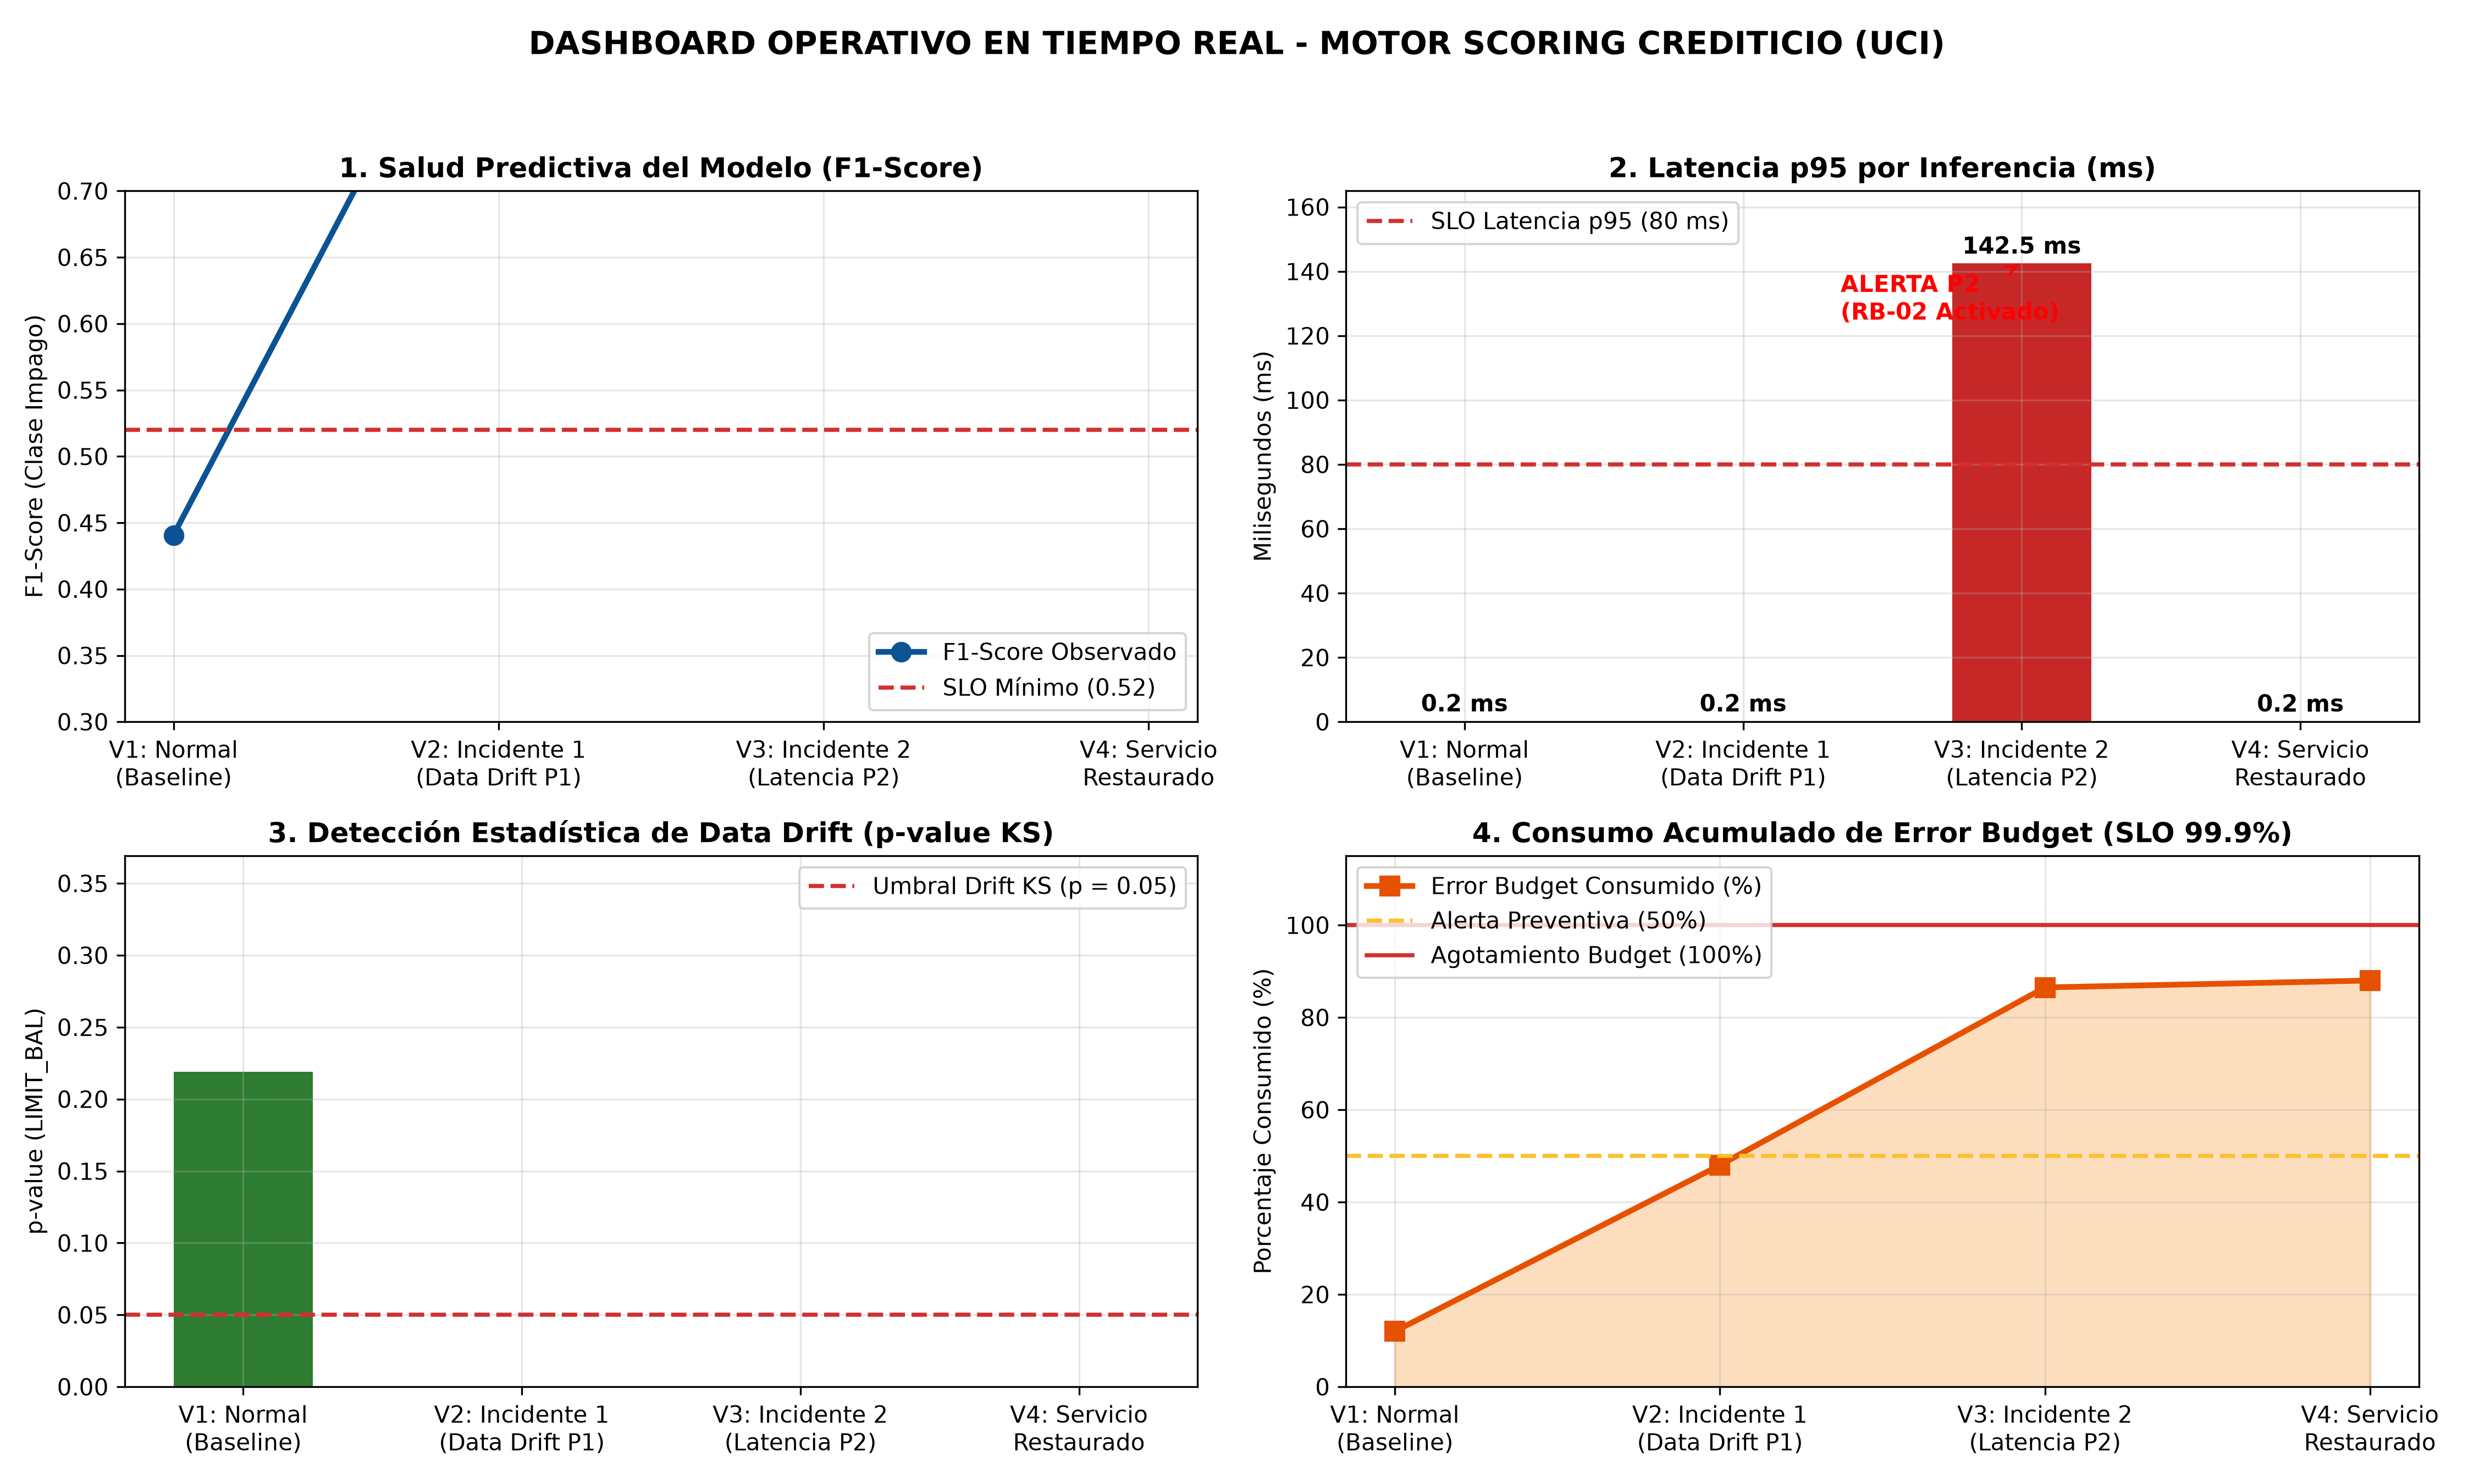 DASHBOARD OPERATIVO EN TIEMPO REAL - MOTOR SCORING CREDITICIO (UCI)
1. Salud Predictiva del Modelo (F1-Score)
F1-Score (Clase Impago)
0.70
0.65
0.60
0.55
0.50
0.45
0.40
0.35
0.30
F1-Score Observado
SLO Mínimo (0.52)
V1: Normal
(Baseline)
V2: Incidente 1
(Data Drift P1)
V3: Incidente 2
(Latencia P2)
V4: Servicio
Restaurado
2. Latencia p95 por Inferencia (ms)
Milisegundos (ms)
160
140
120
100
80
60
40
20
0
SLO Latencia p95 (80 ms)
142.5 ms
ALERTA P2
(RB-02 Activado)
0.2 ms
0.2 ms
0.2 ms
V1: Normal
(Baseline)
V2: Incidente 1
(Data Drift P1)
V3: Incidente 2
(Latencia P2)
V4: Servicio
Restaurado
3. Detección Estadística de Data Drift (p-value KS)
p-value (LIMIT_BAL)
0.35
0.30
0.25
0.20
0.15
0.10
0.05
0.00
Umbral Drift KS (p = 0.05)
V1: Normal
(Baseline)
V2: Incidente 1
(Data Drift P1)
V3: Incidente 2
(Latencia P2)
V4: Servicio
Restaurado
4. Consumo Acumulado de Error Budget (SLO 99.9%)
Porcentaje Consumido (%)
100
80
60
40
20
0
Error Budget Consumido (%)
Alerta Preventiva (50%)
Agotamiento Budget (100%)
V1: Normal
(Baseline)
V2: Incidente 1
(Data Drift P1)
V3: Incidente 2
(Latencia P2)
V4: Servicio
Restaurado